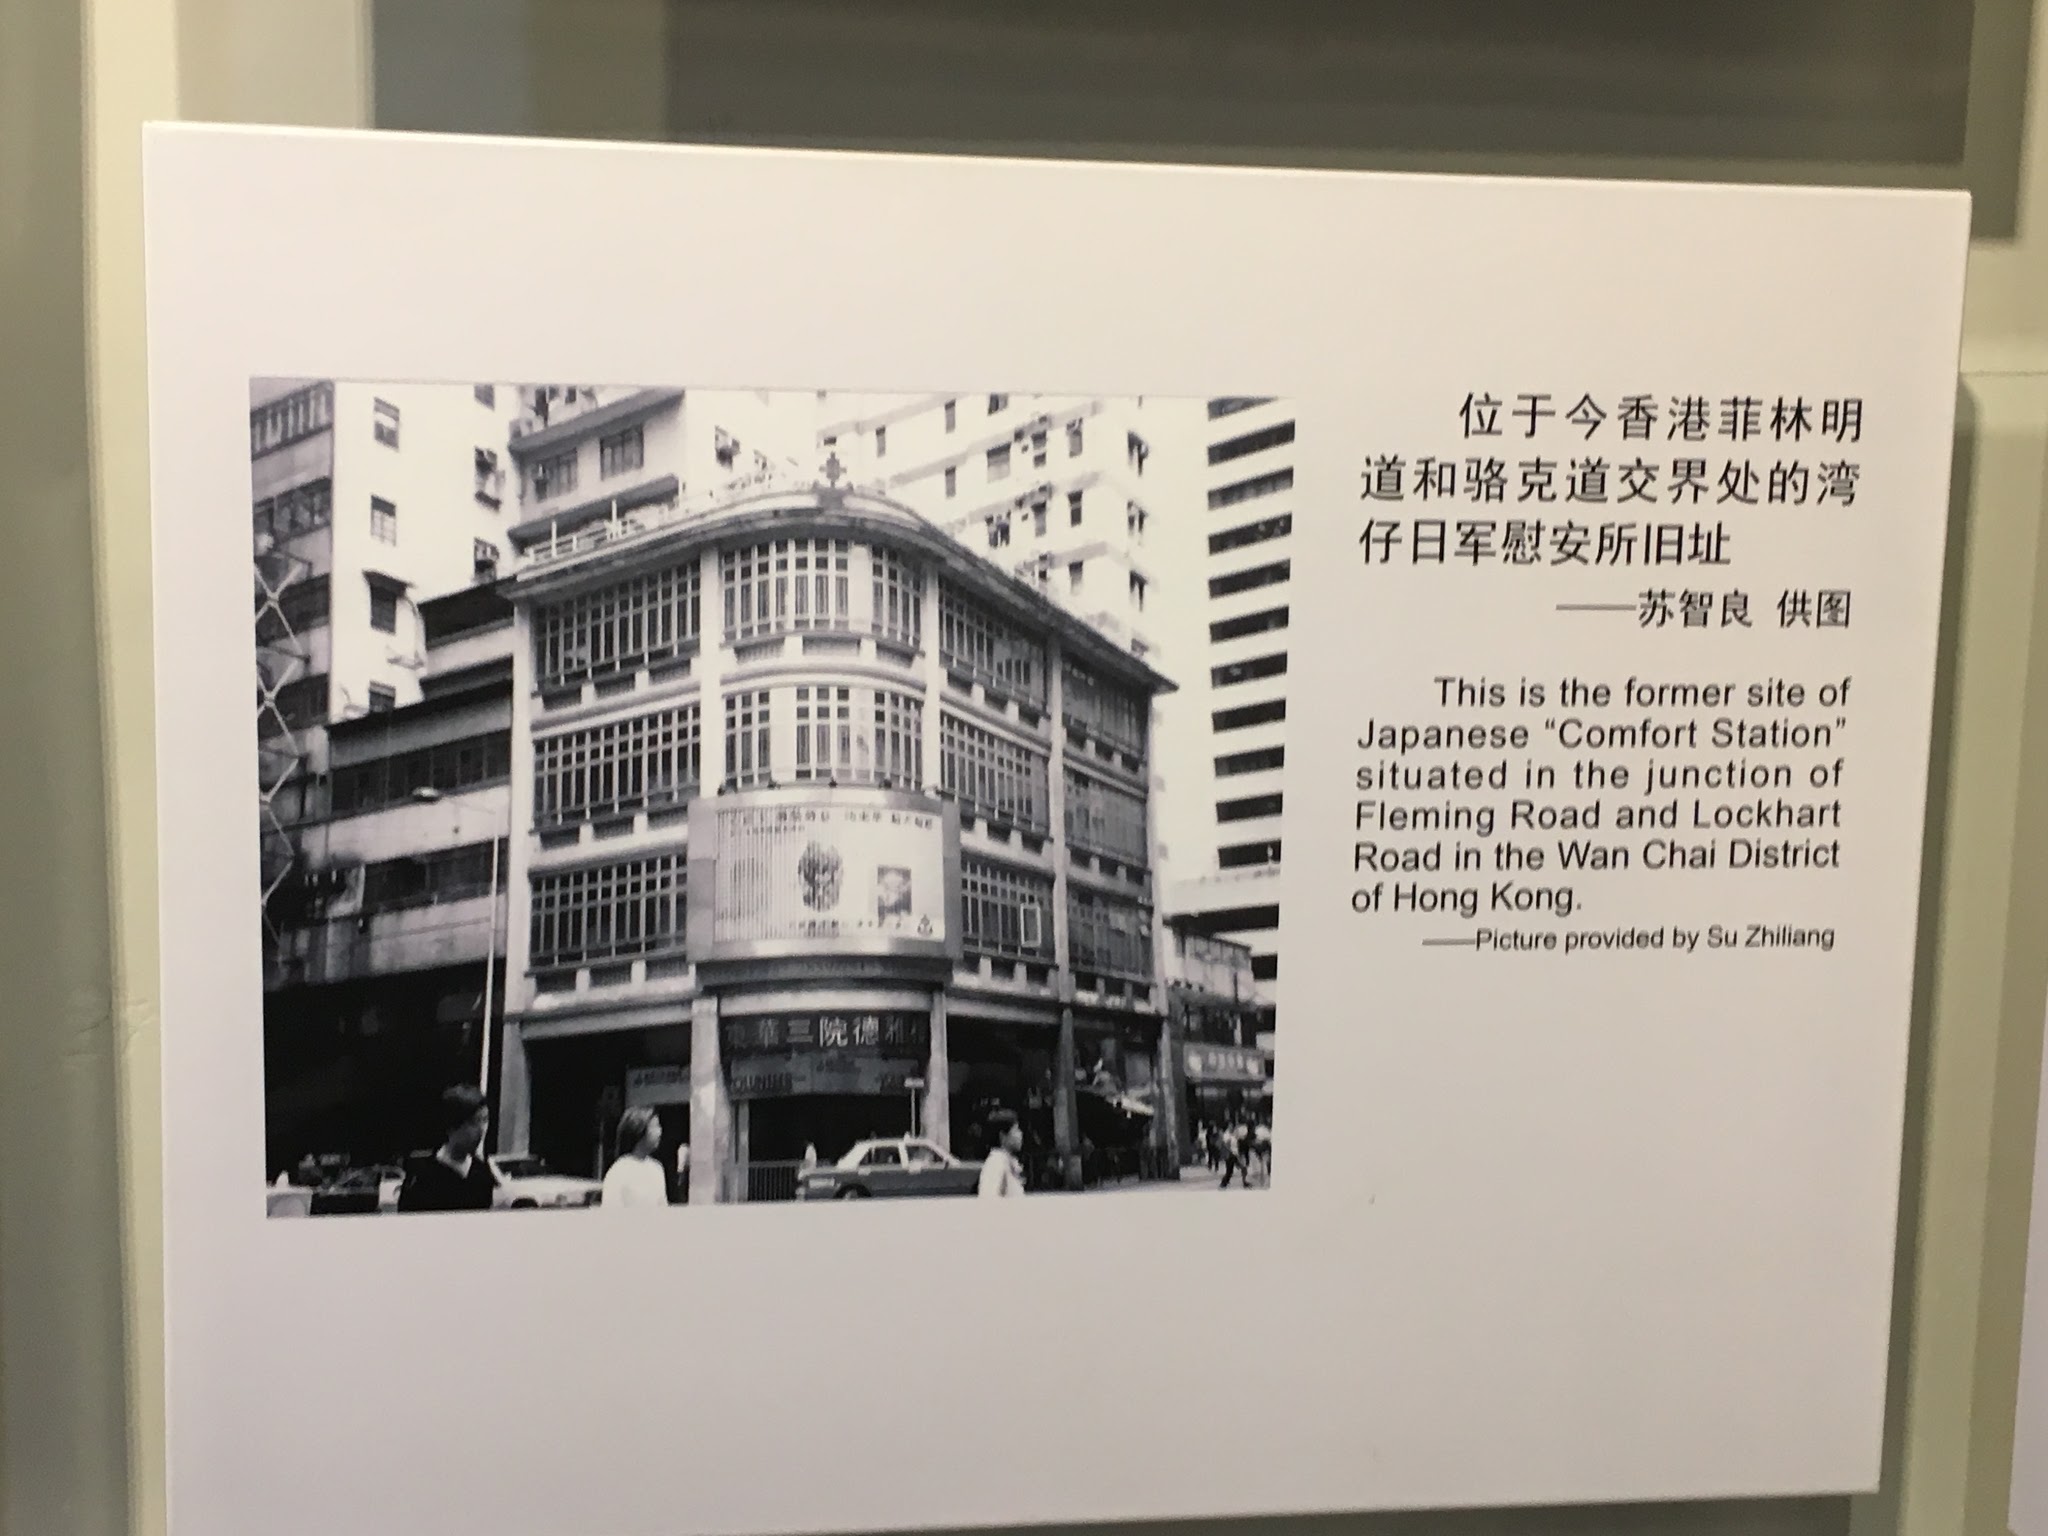 東華三院德雅
位于今香港菲林明
道和骆克道交界处的湾
仔日军慰安所旧址
——苏智良 供图
This is the former site of
Japanese “Comfort Station”
situated in the junction of
Fleming Road and Lockhart
Road in the Wan Chai District
of Hong Kong.
——Picture provided by Su Zhiliang